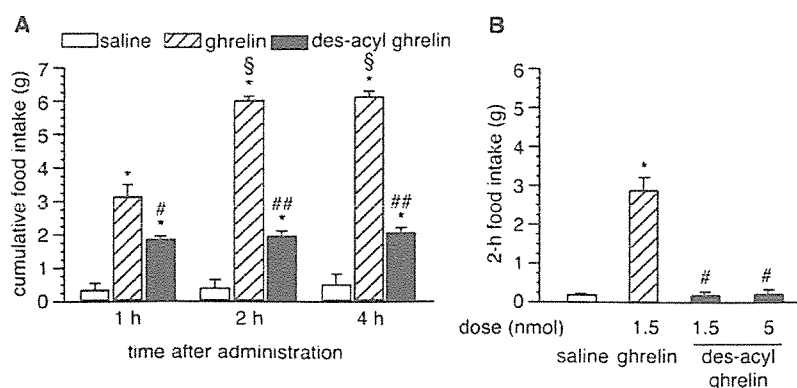 A
saline ghrelin des-acyl ghrelin
cumulative food intake (g)
7
6
5
4
3
2
1
0
*
#
*
§
*
##
*
§
*
##
*
1 h 2 h 4 h
time after administration
B
2-h food intake (g)
6
5
4
3
2
1
0
*
#
#
dose (nmol) 1.5 1.5 5
saline ghrelin des-acyl
ghrelin